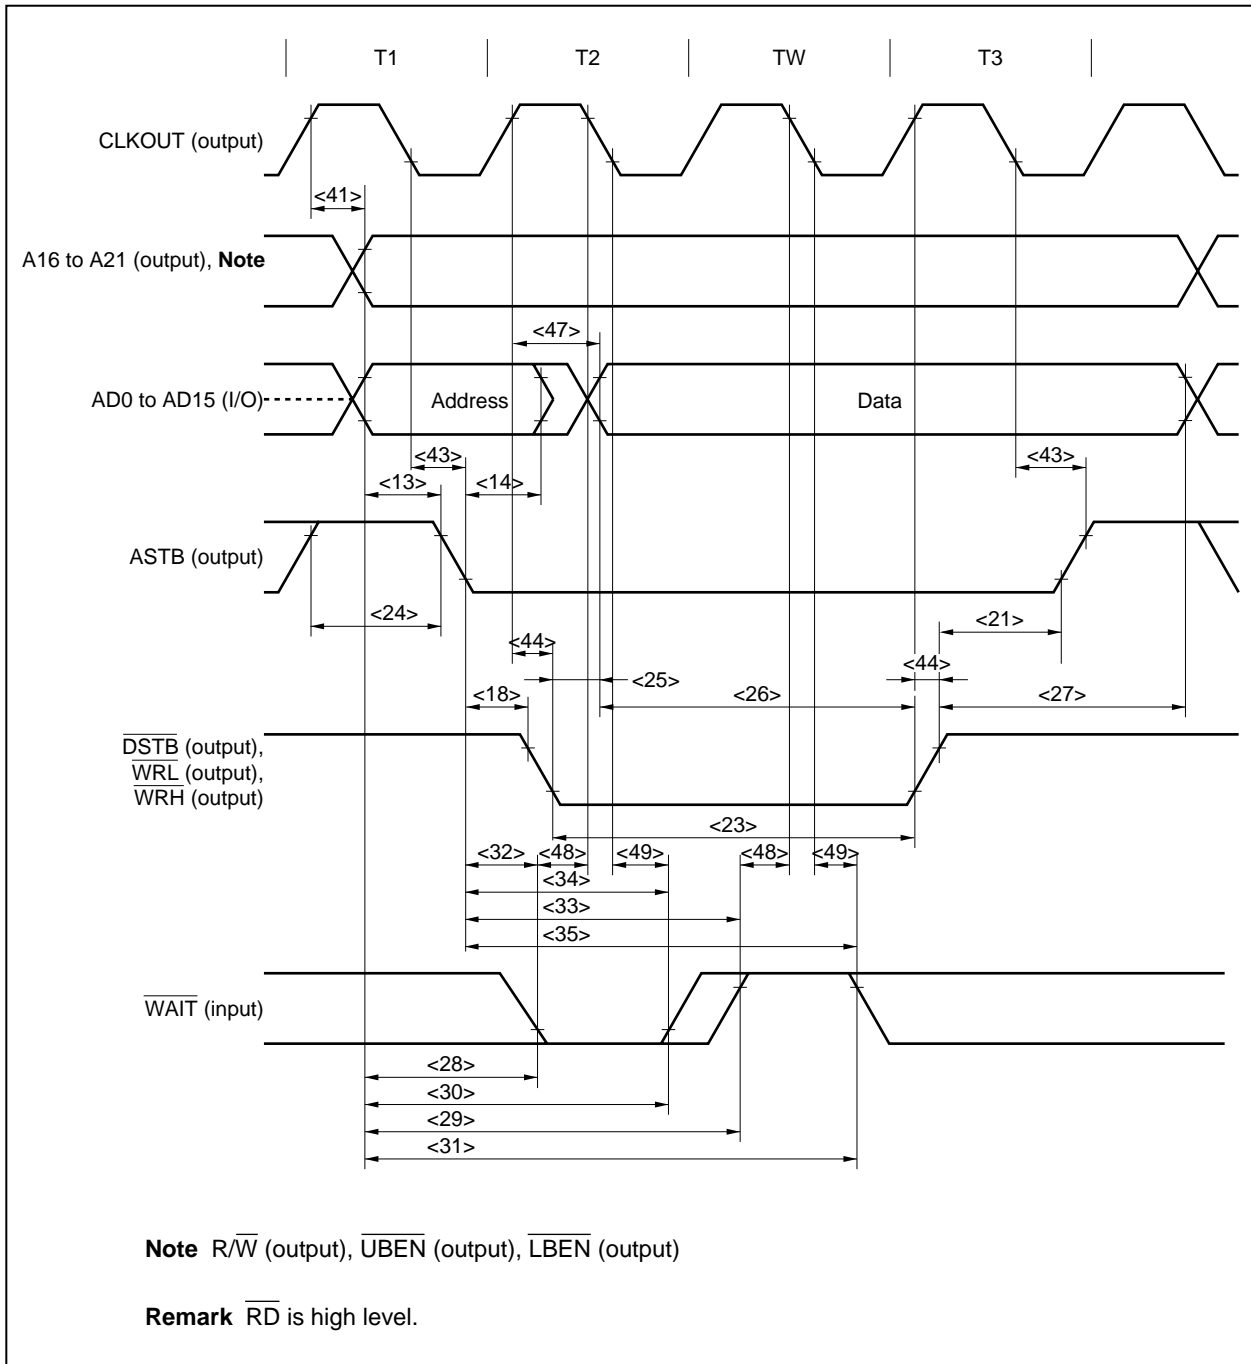 T1 T2 TW T3
CLKOUT (output)
<41>
A16 to A21 (output), Note
<47>
AD0 to AD15 (I/O) Address Data
<43> <43>
<13> <14>
ASTB (output)
<24> <21>
<44> <44>
<25>
<18> <26> <27>
DSTB (output),
WRL (output),
WRH (output)
<23>
<32> <48> <49> <48> <49>
<34>
<33>
<35>
WAIT (input)
<28>
<30>
<29>
<31>
Note R/W (output), UBEN (output), LBEN (output)
Remark RD is high level.